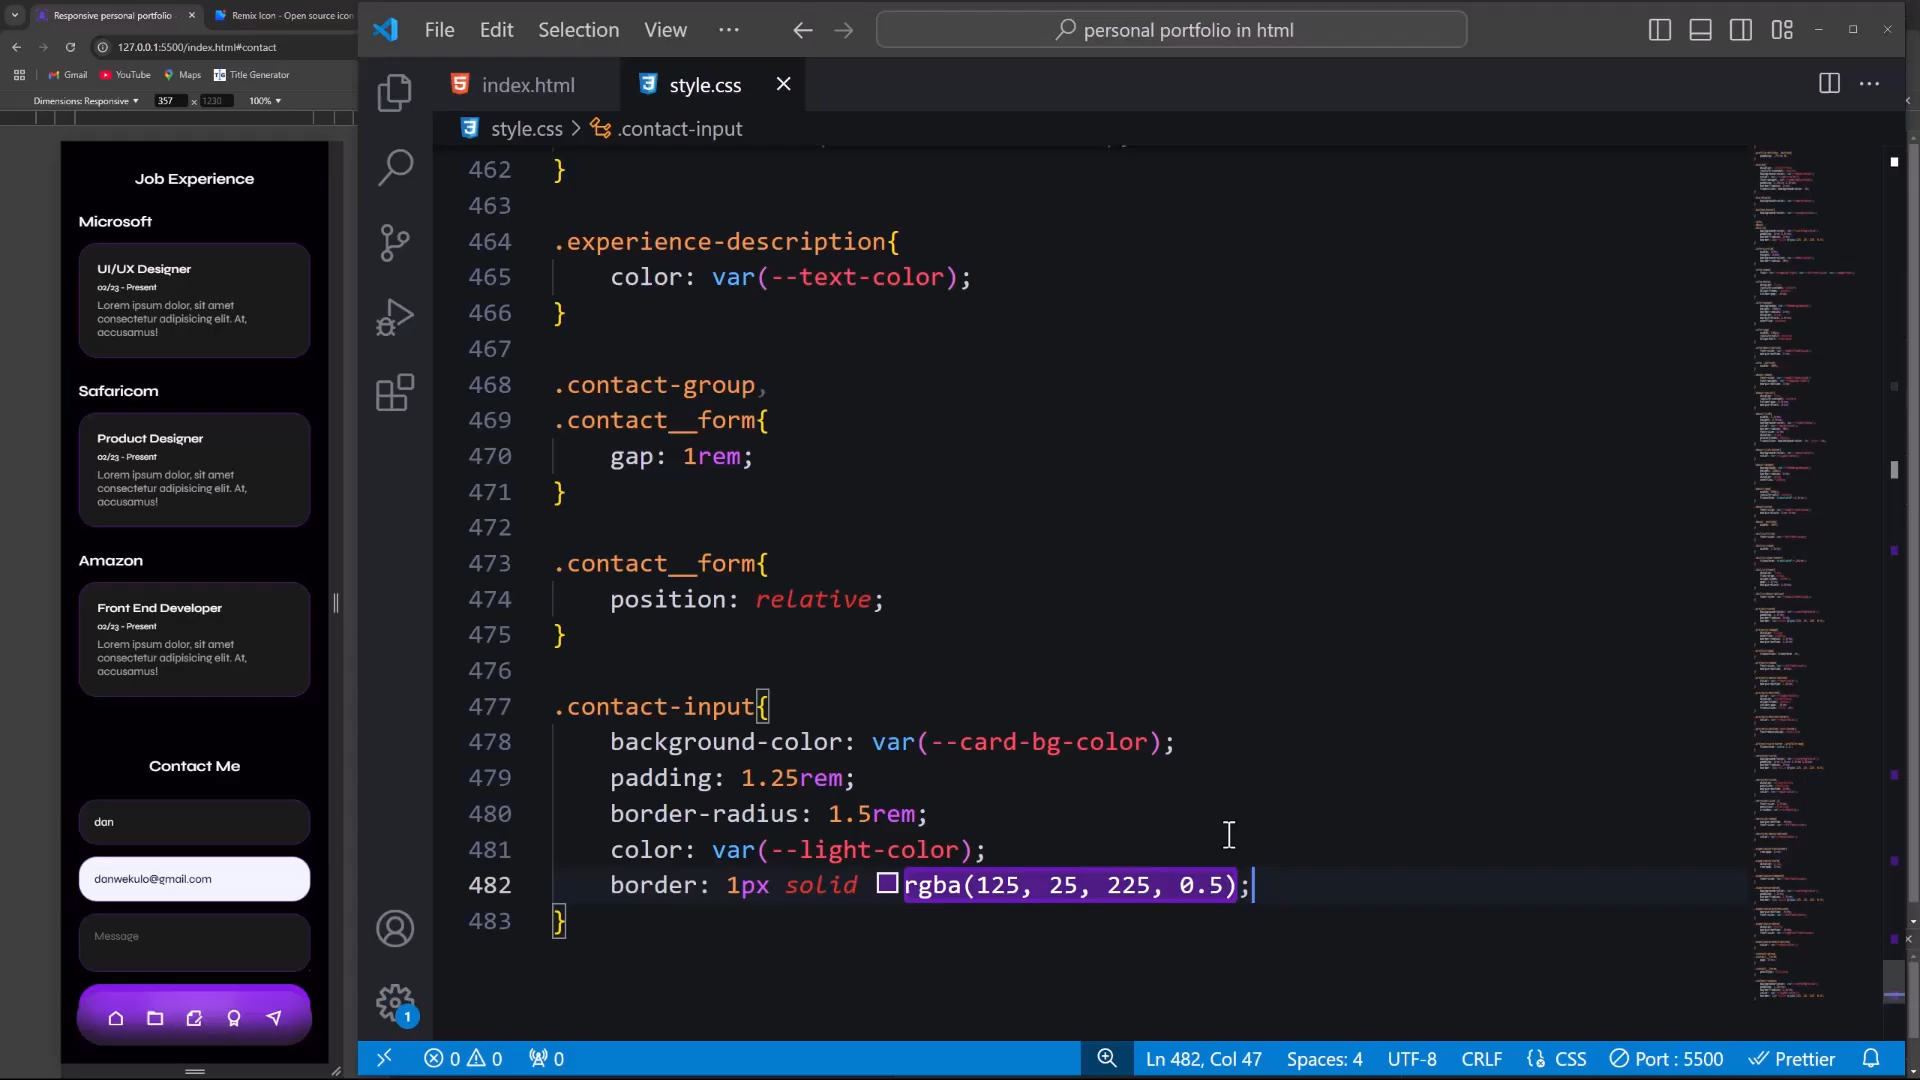 Responsive personal portfolio
Remix Icon - Open source icon
127.0.0.1:5500/index.html#contact
Gmail
YouTube
Maps
Title Generator
Dimensions: Responsive
357
x
1230
100%
Job Experience
Microsoft
UI/UX Designer
02/23 - Present
Lorem ipsum dolor, sit amet
consectetur adipisicing elit. At,
accusamus!
Safaricom
Product Designer
02/23 - Present
Lorem ipsum dolor, sit amet
consectetur adipisicing elit. At,
accusamus!
Amazon
Front End Developer
02/23 - Present
Lorem ipsum dolor, sit amet
consectetur adipisicing elit. At,
accusamus!
Contact Me
dan
danwekulo@gmail.com
Message
File
Edit
Selection
View
personal portfolio in html
index.html
style.css
style.css > .contact-input
462 }
463
464 .experience-description{
465 color: var(--text-color);
466 }
467
468 .contact-group,
469 .contact__form{
470 gap: 1rem;
471 }
472
473 .contact__form{
474 position: relative;
475 }
476
477 .contact-input{
478 background-color: var(--card-bg-color);
479 padding: 1.25rem;
480 border-radius: 1.5rem;
481 color: var(--light-color);
482 border: 1px solid rgba(125, 25, 225, 0.5);
483 }
1
0
0
0
Ln 482, Col 47
Spaces: 4
UTF-8
CRLF
CSS
Port : 5500
Prettier